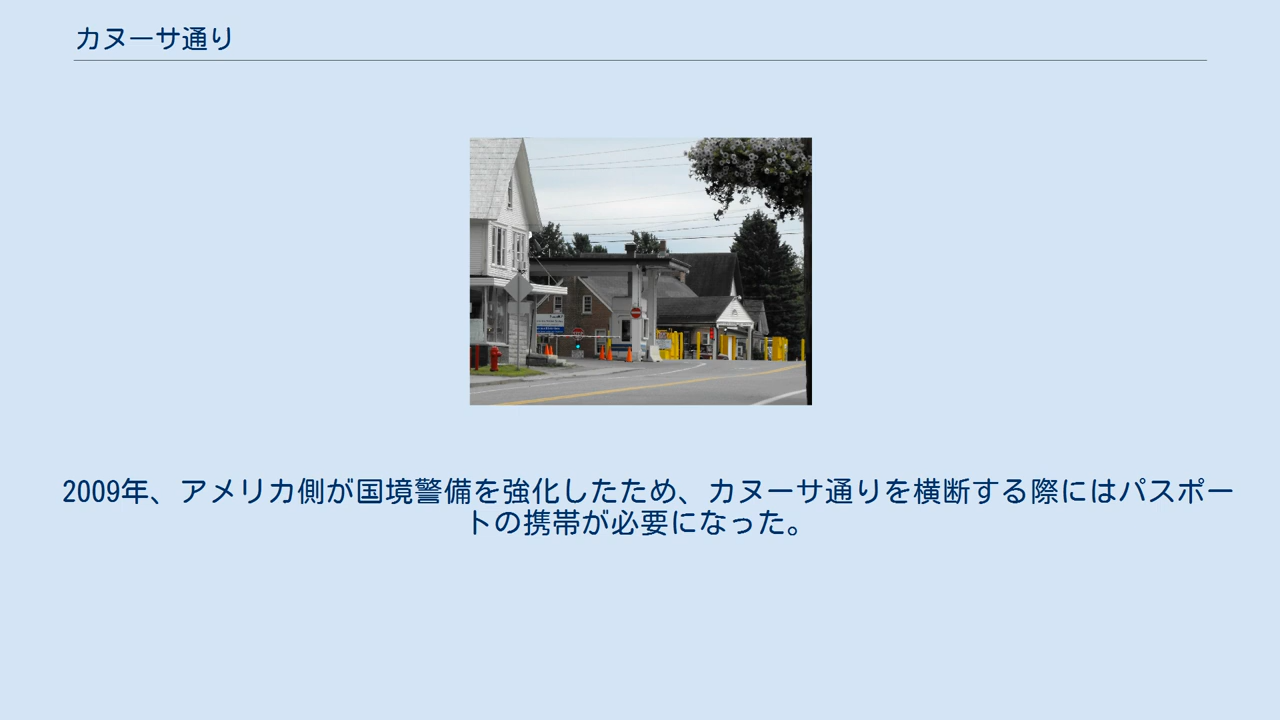 カヌーサ通り
2009年、アメリカ側が国境警備を強化したため、カヌーサ通りを横断する際にはパスポー
トの携帯が必要になった。